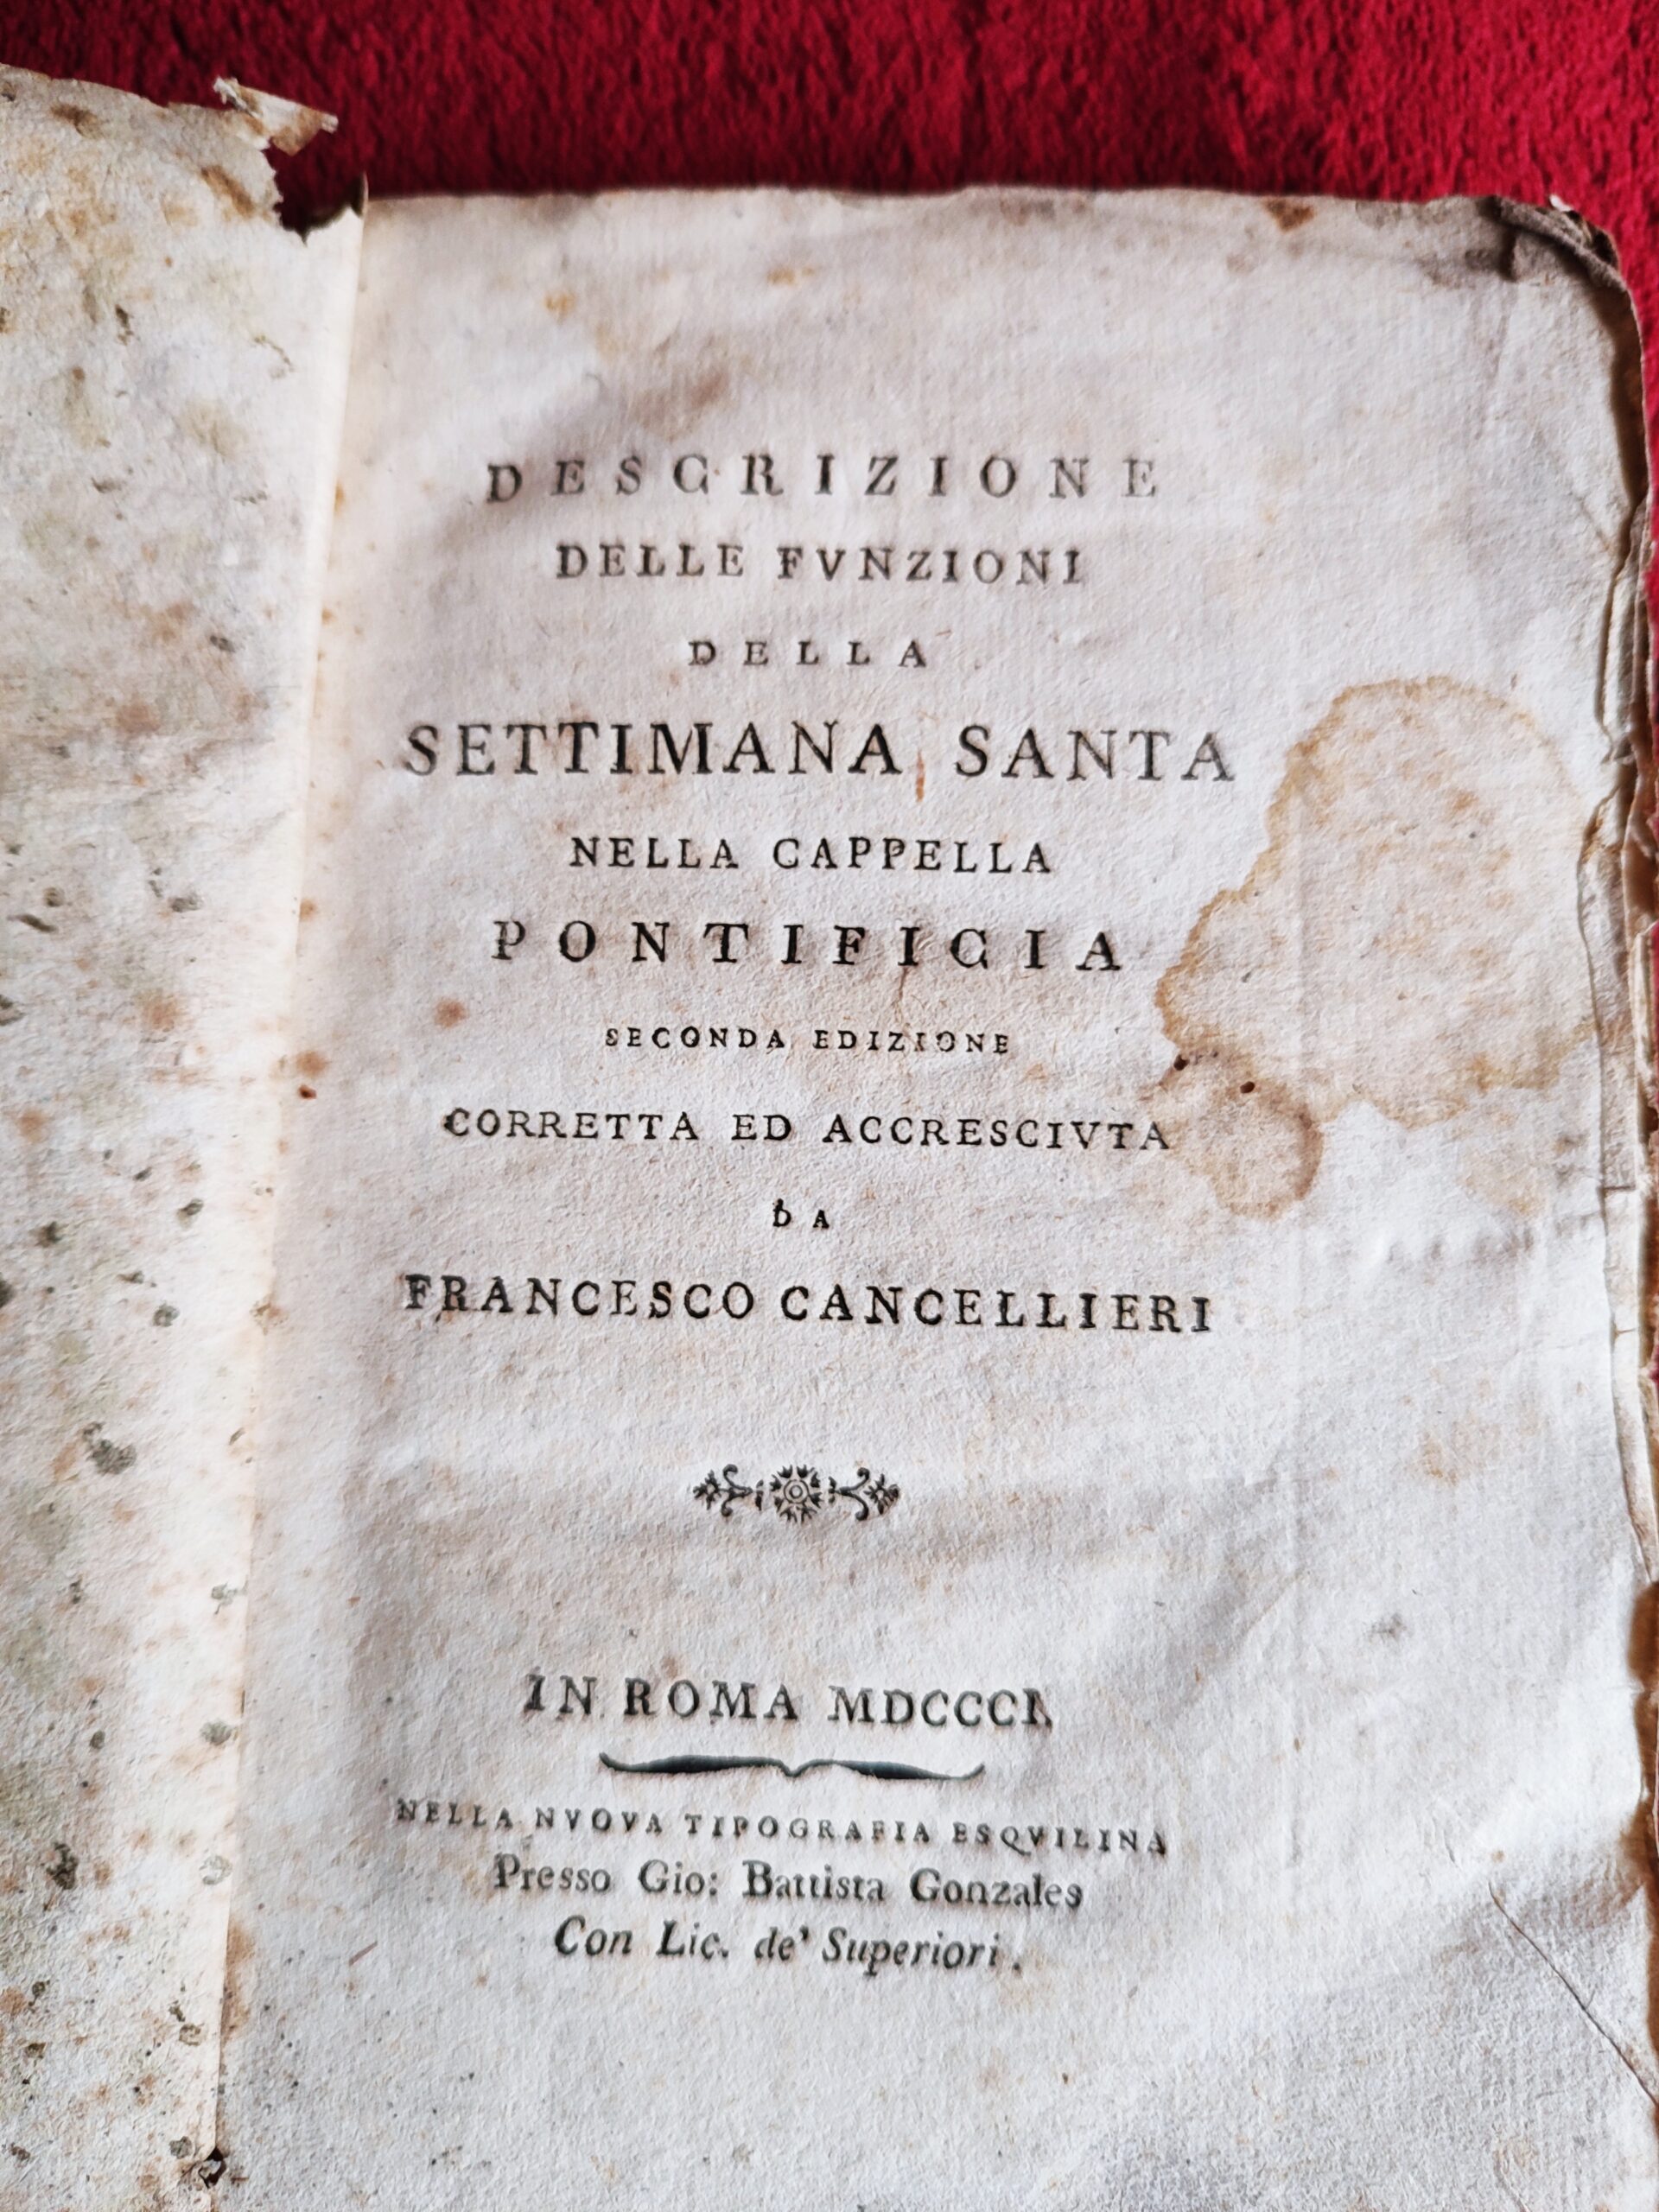 DESCRIZIONE
DELLE FVNZIONI
DELLA
SETTIMANA SANTA
NELLA CAPPELLA
PONTIFICIA
SECONDA EDIZIONE
CORRETTA ED ACCRESCIVTA
DA
FRANCESCO CANCELLIERI
IN ROMA MDCCCI.
NELLA NVOVA TIPOGRAFIA ESQVILINA
Presso Gio: Battista Gonzales
Con Lic. de' Superiori.